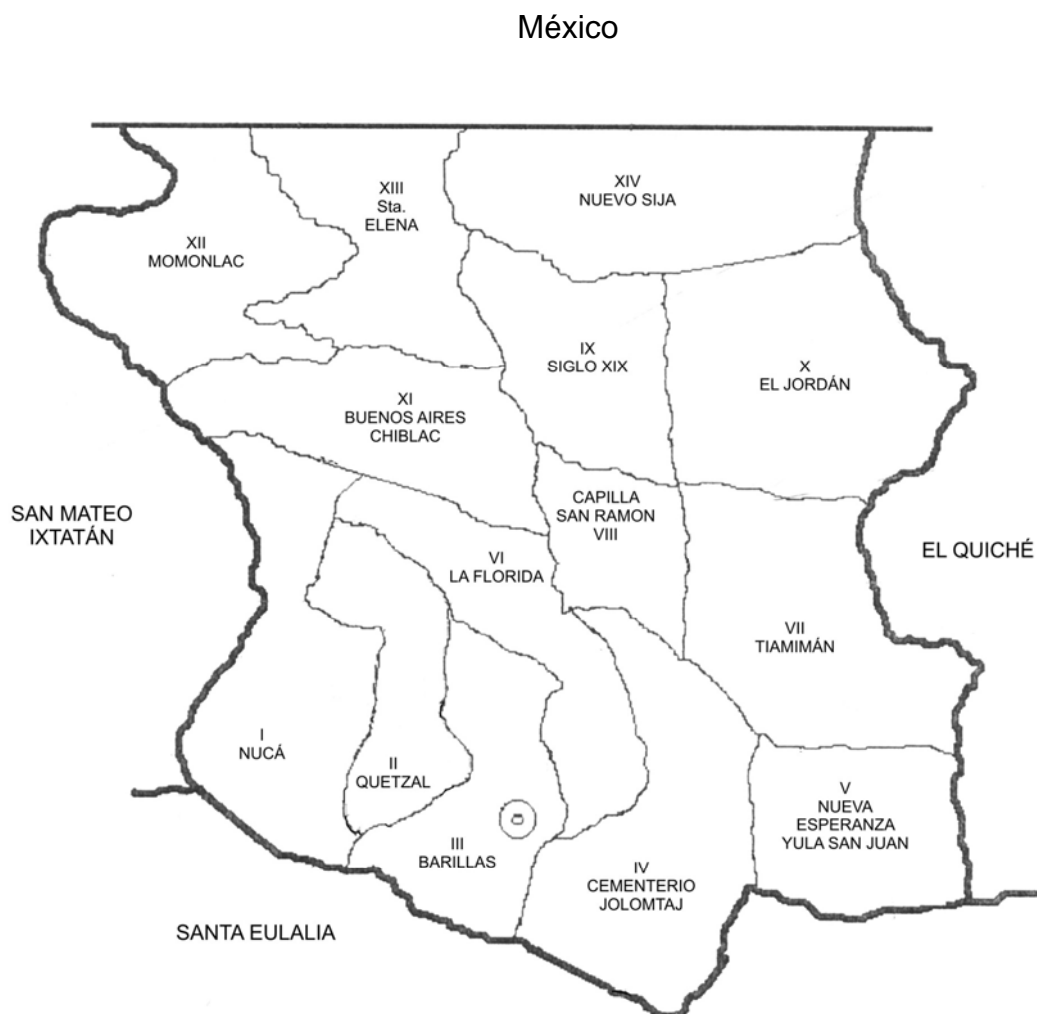 México
XIV
NUEVO SIJA
XIII
Sta.
ELENA
XII
MOMONLAC
IX
SIGLO XIX
X
EL JORDÁN
XI
BUENOS AIRES
CHIBLAC
SAN MATEO
IXTATÁN
CAPILLA
SAN RAMON
VIII
EL QUICHÉ
VI
LA FLORIDA
VII
TIAMIMÁN
I
NUCÁ
II
QUETZAL
V
NUEVA
ESPERANZA
YULA SAN JUAN
III
BARILLAS
IV
CEMENTERIO
JOLOMTAJ
SANTA EULALIA